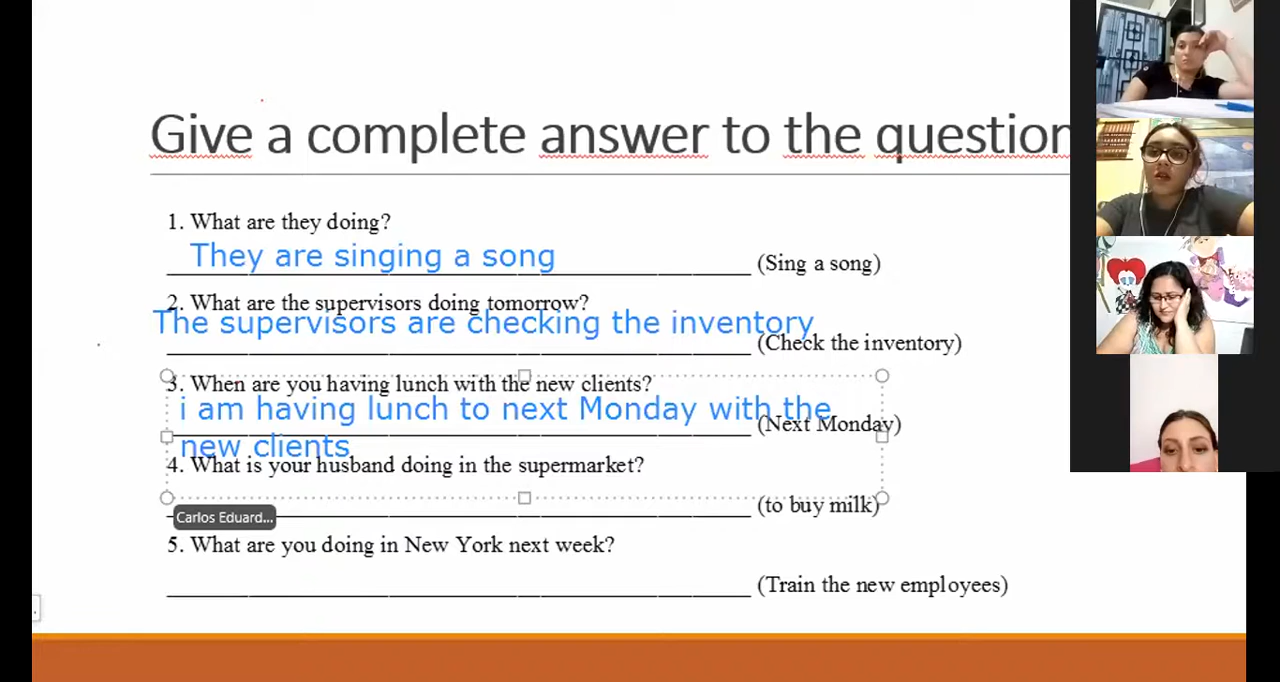 Give a complete answer to the question
1. What are they doing?
They are singing a song
(Sing a song)
2. What are the supervisors doing tomorrow?
The supervisors are checking the inventory
(Check the inventory)
3. When are you having lunch with the new clients?
i am having lunch to next Monday with the
(Next Monday)
new clients
4. What is your husband doing in the supermarket?
(to buy milk)
Carlos Eduard...
5. What are you doing in New York next week?
(Train the new employees)